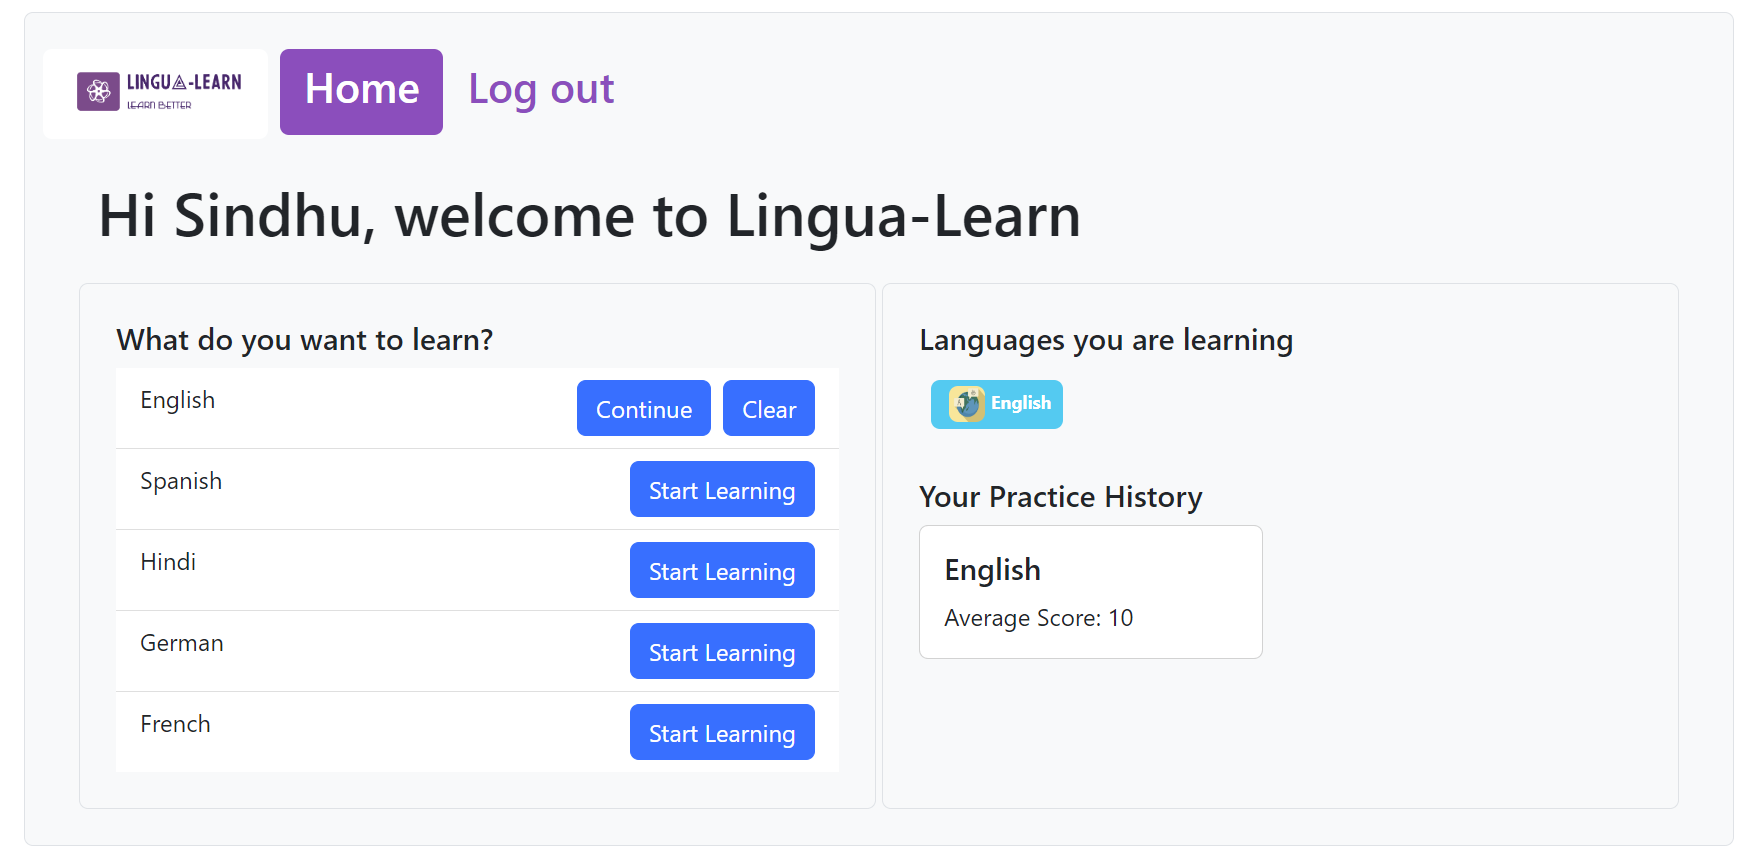 LINGUA-LEARN
LEARN BETTER
Home
Log out
Hi Sindhu, welcome to Lingua-Learn
What do you want to learn?
English
Continue
Clear
Spanish
Start Learning
Hindi
Start Learning
German
Start Learning
French
Start Learning
Languages you are learning
English
Your Practice History
English
Average Score: 10